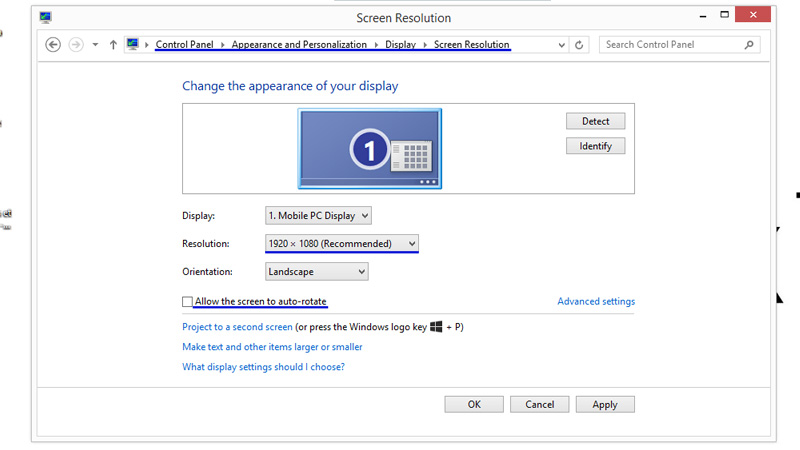 Screen Resolution
Control Panel Appearance and Personalization Display Screen Resolution Search Control Panel
Change the appearance of your display
1
Detect
Identify
Display: 1. Mobile PC Display
Resolution: 1920 × 1080 (Recommended)
Orientation: Landscape
Allow the screen to auto-rotate Advanced settings
Project to a second screen (or press the Windows logo key + P)
Make text and other items larger or smaller
What display settings should I choose?
OK Cancel Apply